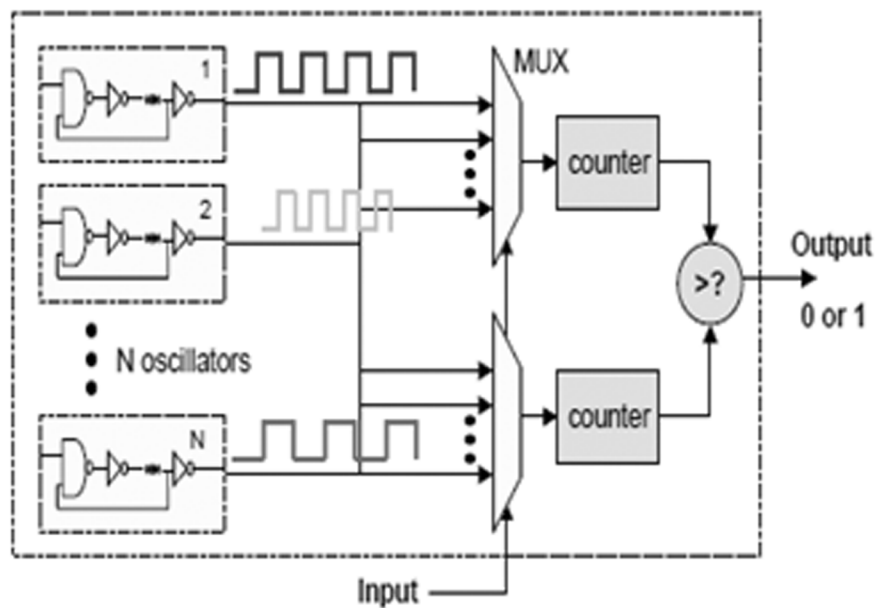 1
MUX
counter
2
Output
>?
0 or 1
N oscillators
N
counter
Input